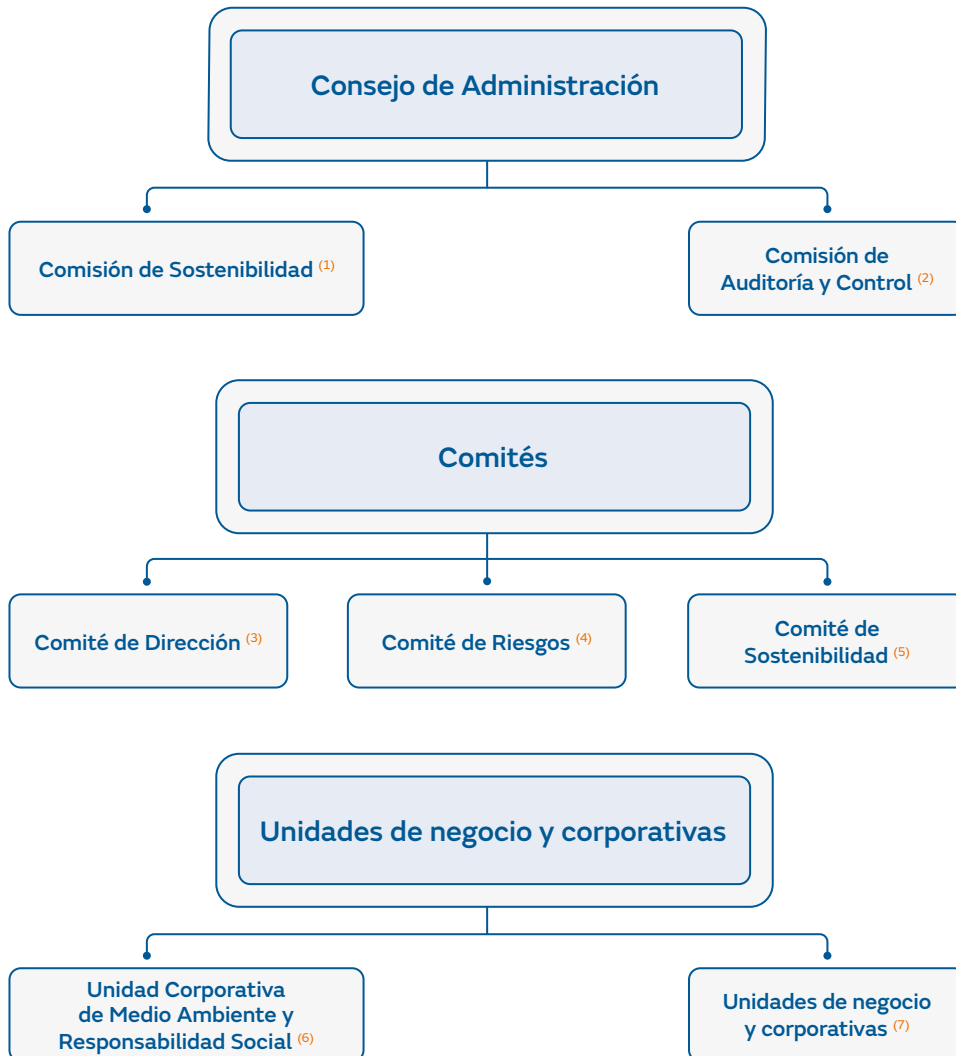 Consejo de Administración
Comisión de Sostenibilidad (1)
Comisión de
Auditoría y Control (2)
Comités
Comité de Dirección (3)
Comité de Riesgos (4)
Comité de
Sostenibilidad (5)
Unidades de negocio y corporativas
Unidad Corporativa
de Medio Ambiente y
Responsabilidad Social (6)
Unidades de negocio
y corporativas (7)